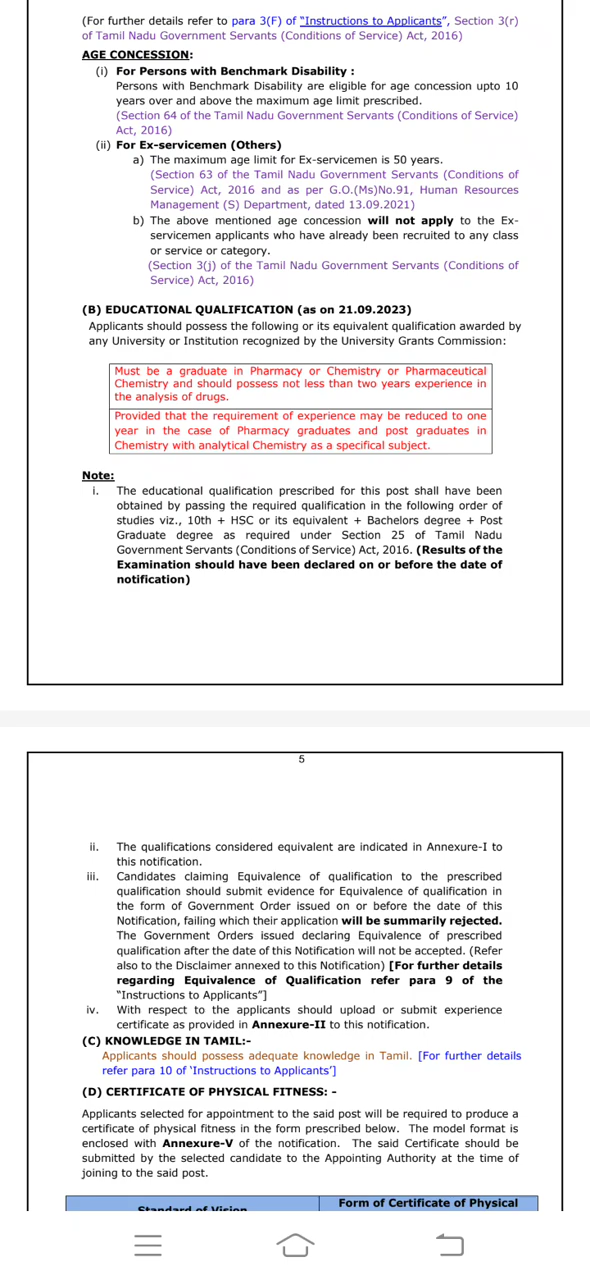 (For further details refer to para 3(F) of “Instructions to Applicants”, Section 3(r)
of Tamil Nadu Government Servants (Conditions of Service) Act, 2016)
AGE CONCESSION:
(i) For Persons with Benchmark Disability :
Persons with Benchmark Disability are eligible for age concession upto 10
years over and above the maximum age limit prescribed.
(Section 64 of the Tamil Nadu Government Servants (Conditions of Service)
Act, 2016)
(ii) For Ex-servicemen (Others)
a) The maximum age limit for Ex-servicemen is 50 years.
(Section 63 of the Tamil Nadu Government Servants (Conditions of
Service) Act, 2016 and as per G.O.(Ms)No.91, Human Resources
Management (S) Department, dated 13.09.2021)
b) The above mentioned age concession will not apply to the Ex-
servicemen applicants who have already been recruited to any class
or service or category.
(Section 3(j) of the Tamil Nadu Government Servants (Conditions of
Service) Act, 2016)
(B) EDUCATIONAL QUALIFICATION (as on 21.09.2023)
Applicants should possess the following or its equivalent qualification awarded by
any University or Institution recognized by the University Grants Commission:
Must be a graduate in Pharmacy or Chemistry or Pharmaceutical
Chemistry and should possess not less than two years experience in
the analysis of drugs.
Provided that the requirement of experience may be reduced to one
year in the case of Pharmacy graduates and post graduates in
Chemistry with analytical Chemistry as a specifical subject.
Note:
i. The educational qualification prescribed for this post shall have been
obtained by passing the required qualification in the following order of
studies viz., 10th + HSC or its equivalent + Bachelors degree + Post
Graduate degree as required under Section 25 of Tamil Nadu
Government Servants (Conditions of Service) Act, 2016. (Results of the
Examination should have been declared on or before the date of
notification)
5
ii. The qualifications considered equivalent are indicated in Annexure-I to
this notification.
iii. Candidates claiming Equivalence of qualification to the prescribed
qualification should submit evidence for Equivalence of qualification in
the form of Government Order issued on or before the date of this
Notification, failing which their application will be summarily rejected.
The Government Orders issued declaring Equivalence of prescribed
qualification after the date of this Notification will not be accepted. (Refer
also to the Disclaimer annexed to this Notification) [For further details
regarding Equivalence of Qualification refer para 9 of the
“Instructions to Applicants”]
iv. With respect to the applicants should upload or submit experience
certificate as provided in Annexure-II to this notification.
(C) KNOWLEDGE IN TAMIL:-
Applicants should possess adequate knowledge in Tamil. [For further details
refer para 10 of ‘Instructions to Applicants’]
(D) CERTIFICATE OF PHYSICAL FITNESS: -
Applicants selected for appointment to the said post will be required to produce a
certificate of physical fitness in the form prescribed below. The model format is
enclosed with Annexure-V of the notification. The said Certificate should be
submitted by the selected candidate to the Appointing Authority at the time of
joining to the said post.
Standard of Vision
Form of Certificate of Physical